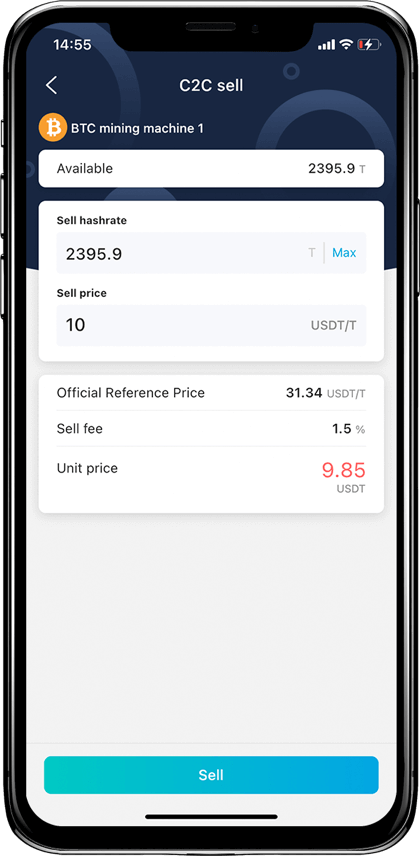 14:55
C2C sell
BTC mining machine 1
Available 2395.9 T
Sell hashrate
2395.9 T Max
Sell price
10 USDT/T
Official Reference Price 31.34 USDT/T
Sell fee 1.5 %
Unit price 9.85
USDT
Sell